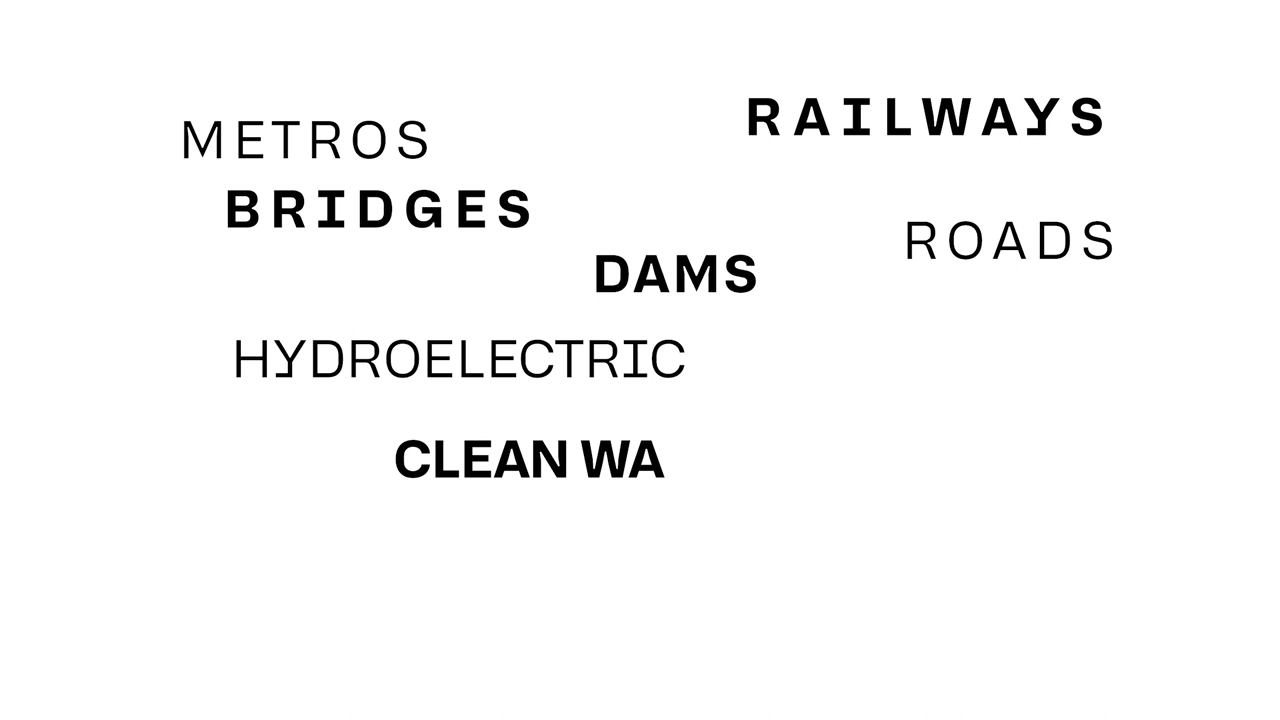 METROS
RAILWAYS
BRIDGES
ROADS
DAMS
HYDROELECTRIC
CLEAN WA